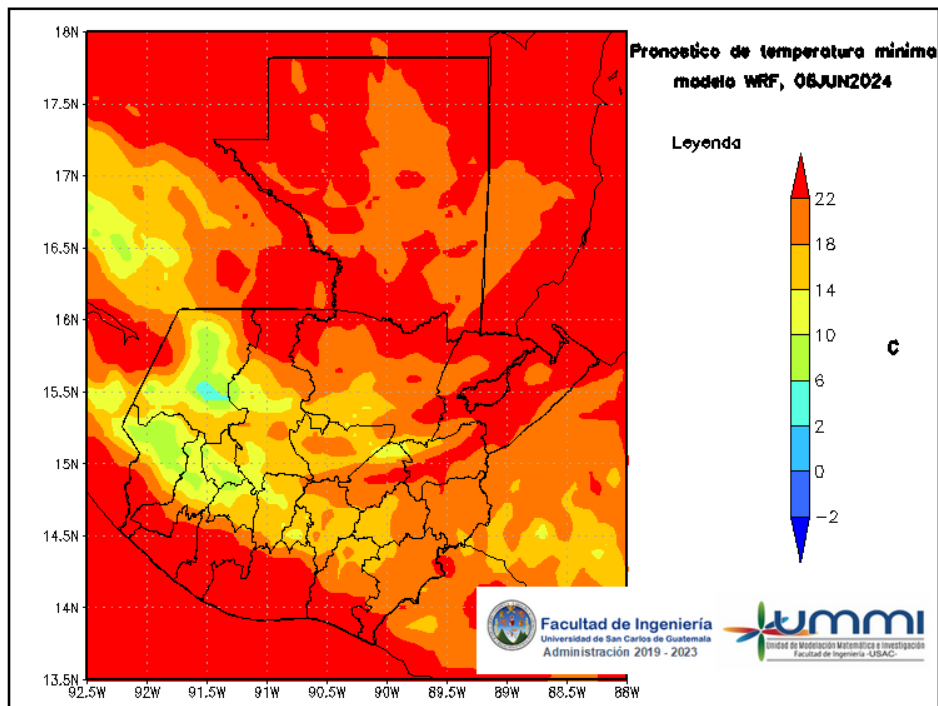 Pronostico de temperatura minima
modelo WRF, 06JUN2024
Leyenda
22
18
14
10
6
2
0
-2
C
18N
17.5N
17N
16.5N
16N
15.5N
15N
14.5N
14N
13.5N
92.5W 92W 91.5W 91W 90.5W 90W 89.5W 89W 88.5W 88W
Facultad de Ingeniería
Universidad de San Carlos de Guatemala
Administración 2019 - 2023
ummi
Unidad de Modelación Matemática e Investigación
Facultad de Ingeniería -USAC-